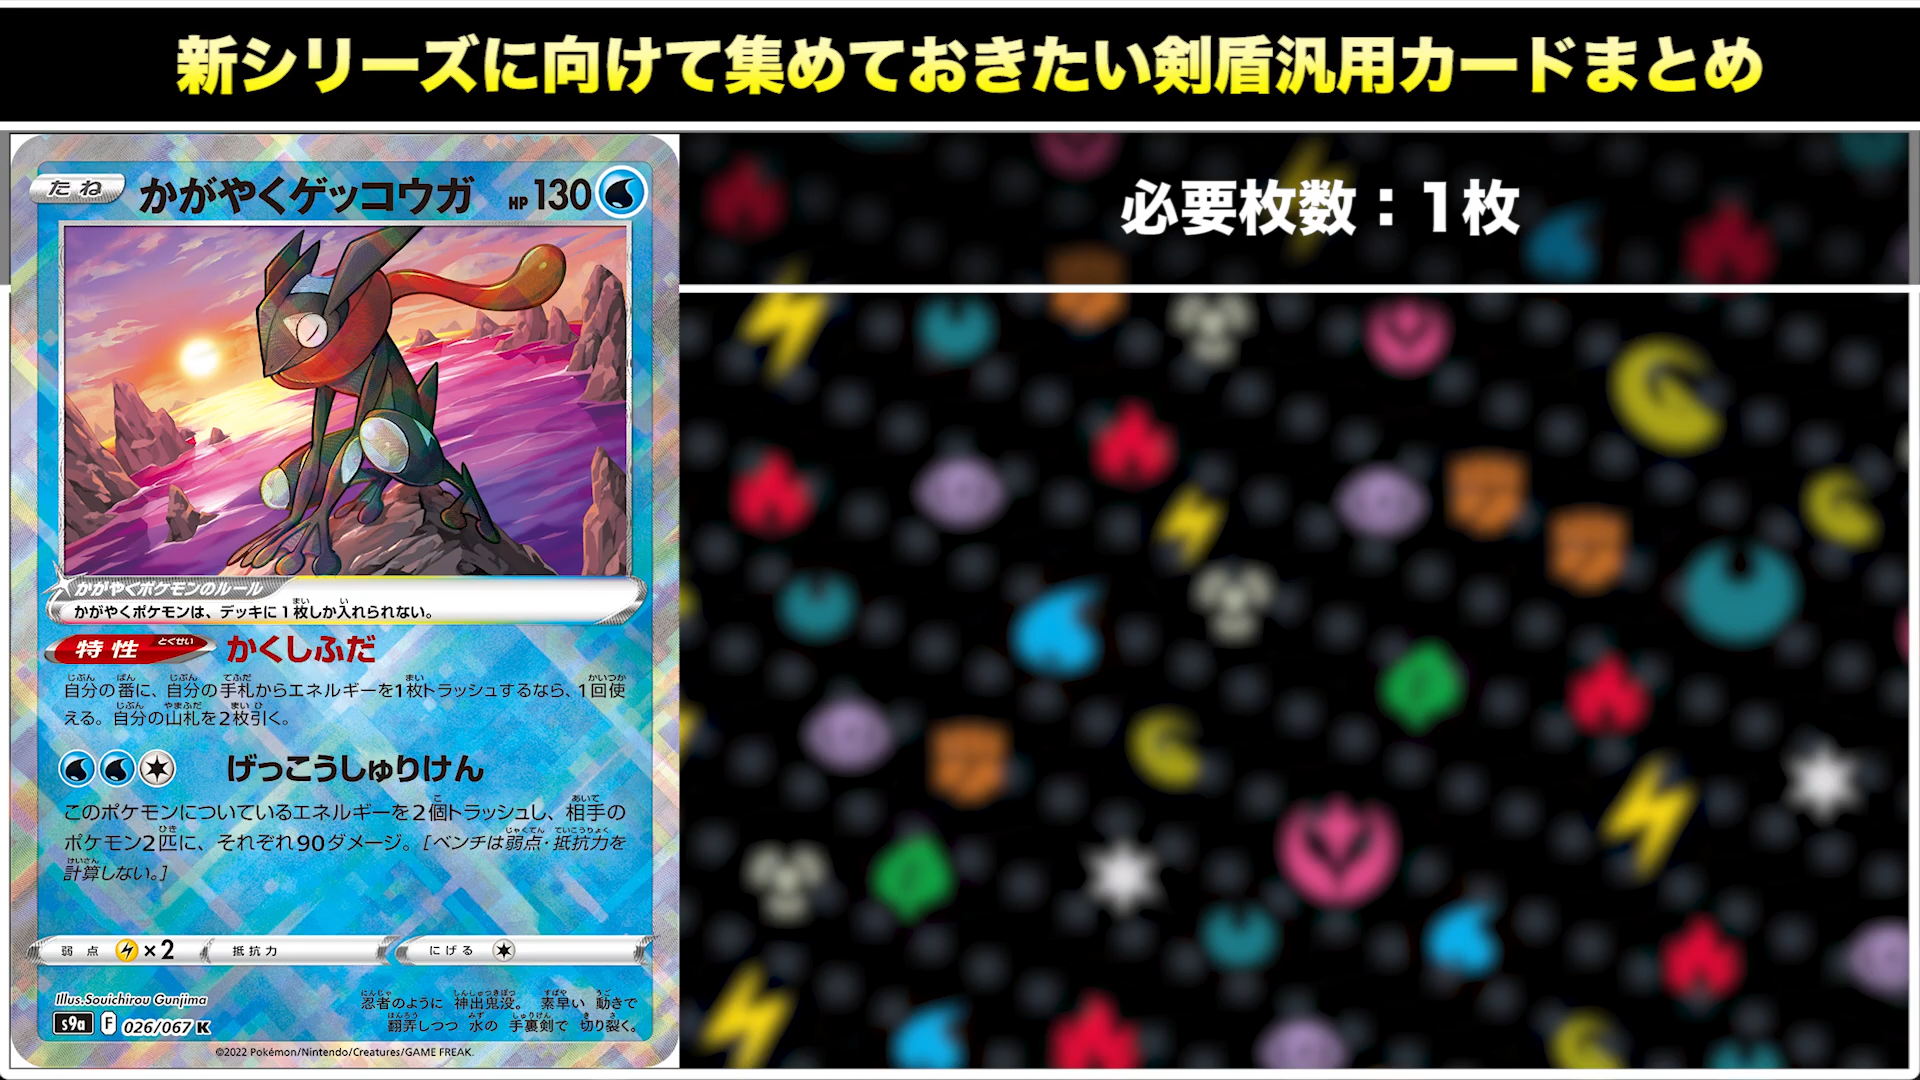 新シリーズに向けて集めておきたい剣盾汎用カードまとめ
必要枚数：1枚
たね かがやくゲッコウガ HP 130
かがやくポケモンのルール
かがやくポケモンは、デッキに1枚しか入れられない。
特性 かくしふだ
自分の番に、自分の手札からエネルギーを1枚トラッシュするなら、1回使
える。自分の山札を2枚引く。
げっこうしゅりけん
このポケモンについているエネルギーを2個トラッシュし、相手の
ポケモン2匹に、それぞれ90ダメージ。［ベンチは弱点・抵抗力を
計算しない。］
弱点 ×2 抵抗力 にげる
Illus.Souichirou Gunjima
忍者のように 神出鬼没。 素早い 動きで
翻弄しつつ 水の 手裏剣で 切り裂く。
s9a F 026/067 K
©2022 Pokémon/Nintendo/Creatures/GAME FREAK.